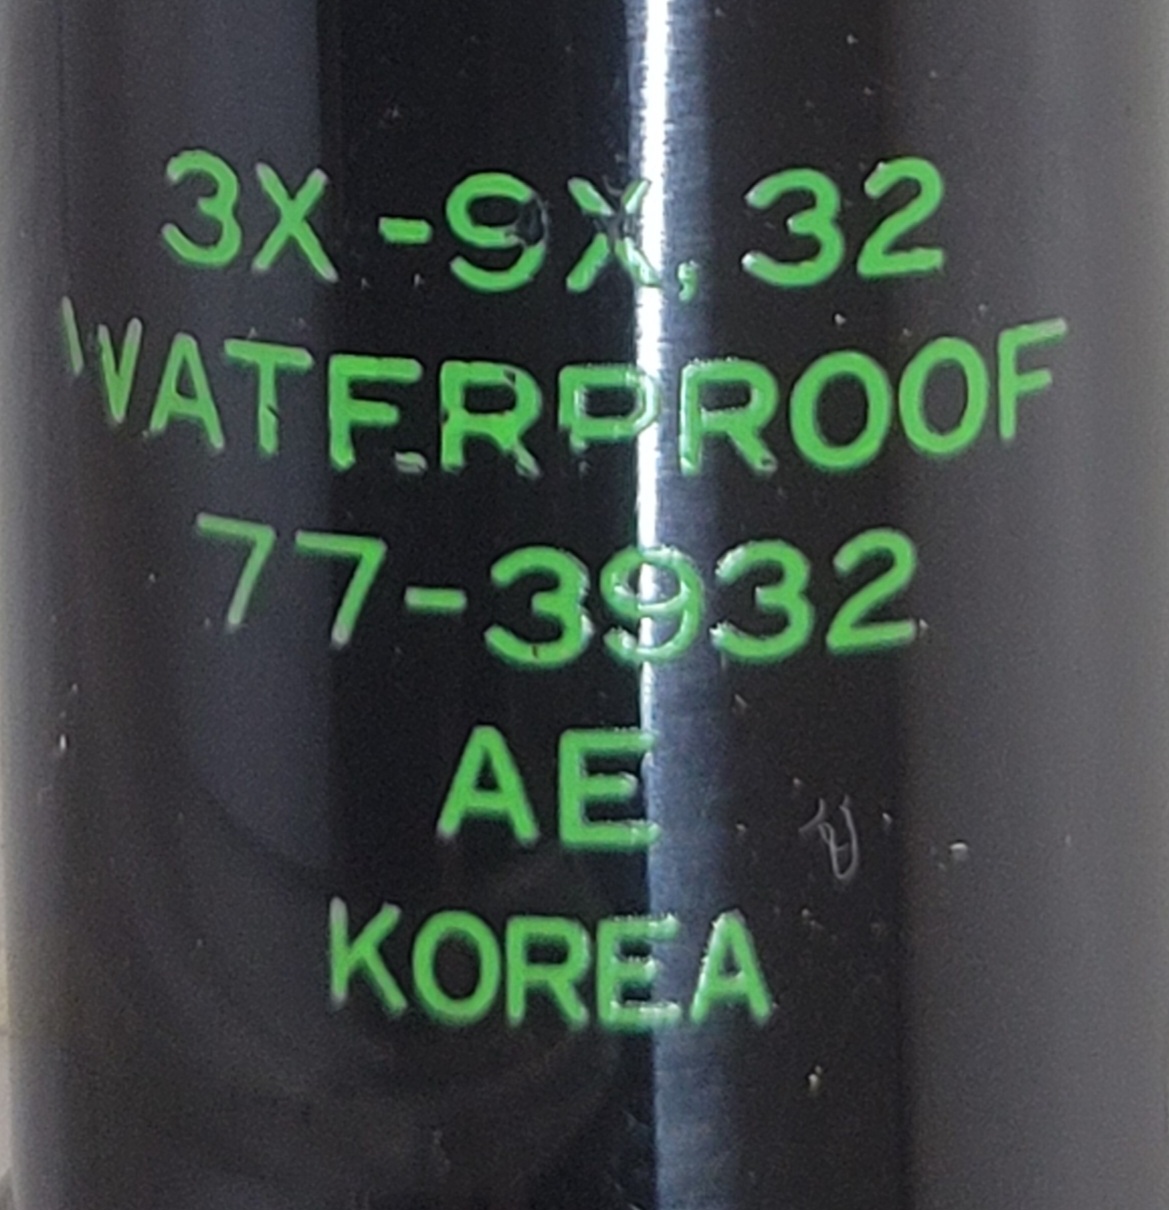 3X-9X, 32
WATERPROOF
77-3932
AE
KOREA